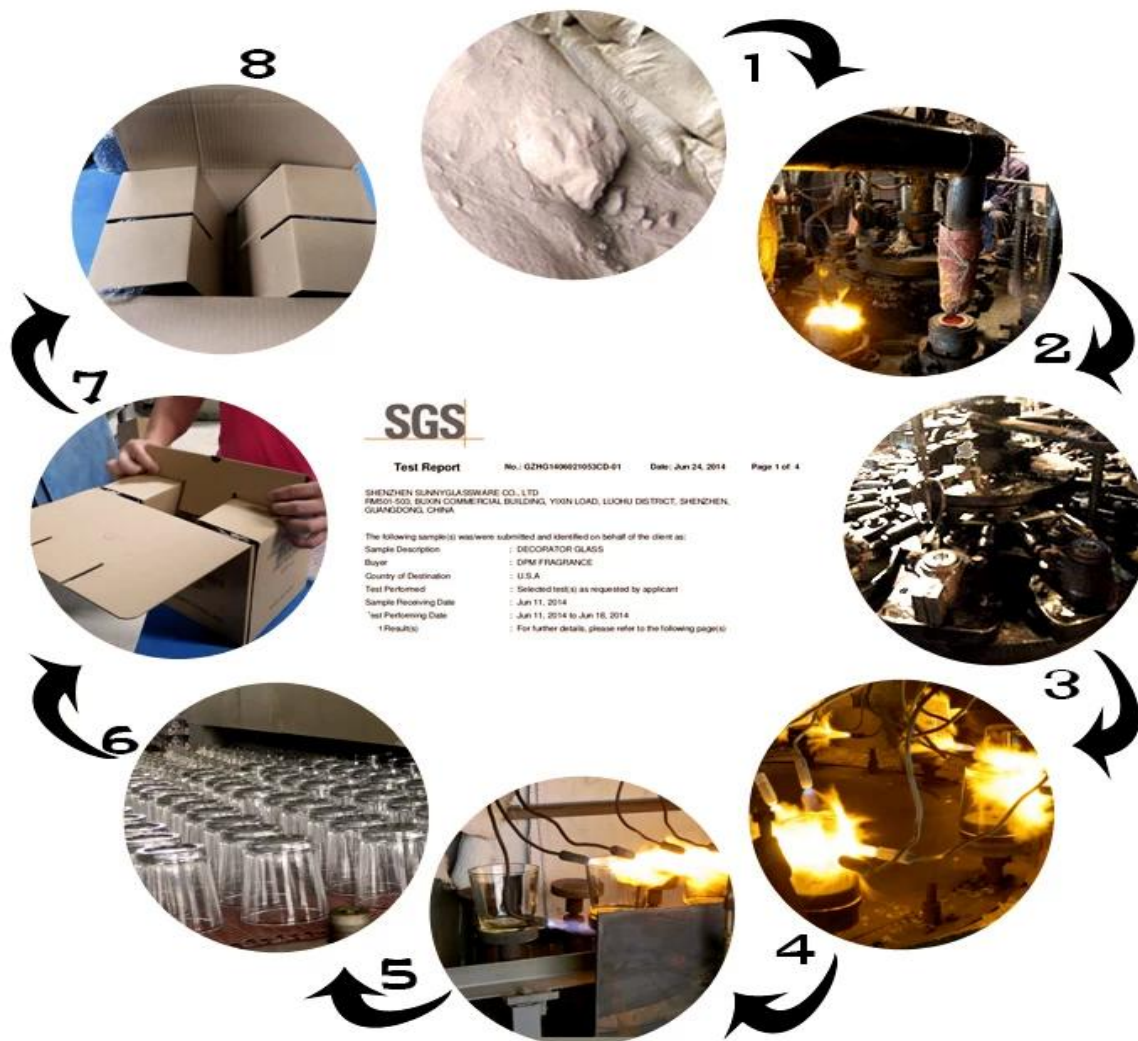 8
1
2
7
SGS
Test Report No.: GZHG1406021053CD-01 Date: Jun 24, 2014 Page 1 of 4
SHENZHEN SUNNYGLASSWARE CO., LTD
RM501-503, BUXIN COMMERCIAL BUILDING, YIXIN LOAD, LUOHU DISTRICT, SHENZHEN,
GUANGDONG, CHINA
The following sample(s) was/were submitted and identified on behalf of the client as:
Sample Description : DECORATOR GLASS
Buyer : DPM FRAGRANCE
Country of Destination : U.S.A
Test Performed : Selected test(s) as requested by applicant
Sample Receiving Date : Jun 11, 2014
Test Performing Date : Jun 11, 2014 to Jun 18, 2014
Result(s) : For further details, please refer to the following page(s)
3
6
4
5